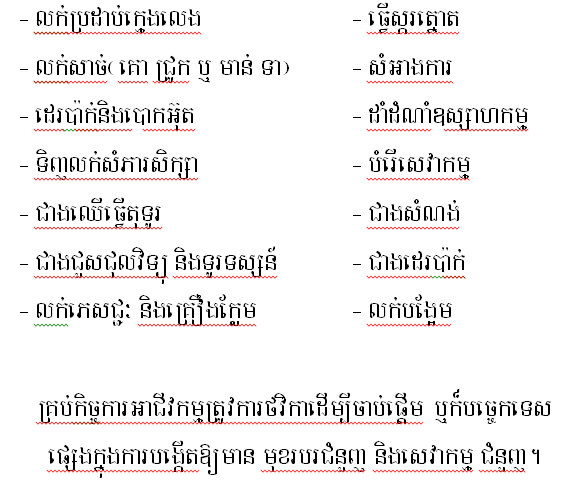 – លក់ប្រដាប់ក្មេងលេង
– ធ្វើស្ករត្នោត
– លក់សាច់( គោ ជ្រូក ឬ មាន់ ទា)
– សំអាងការ
– ដេរប៉ាក់និងបោកអ៊ុត
– ដាំដំណាំឧស្សាហកម្ម
– ទិញលក់សំភារសិក្សា
– បំរើសេវាកម្ម
– ជាងឈើធ្វើតុទូរ
– ជាងសំណង់
– ជាងជួសជុលវិទ្យុ និងទូរទស្សន៍
– ជាងដេរប៉ាក់
– លក់ភេសជ្ជៈ និងគ្រឿងក្លែម
– លក់បង្អែម
គ្រប់កិច្ចការអាជីវកម្មត្រូវការថវិកាដើម្បីចាប់ផ្តើម ឬក៏បច្ចេកទេស
ផ្សេងក្នុងការបង្កើតឱ្យមាន មុខរបរជំនួញ និងសេវាកម្ម ជំនួញ។